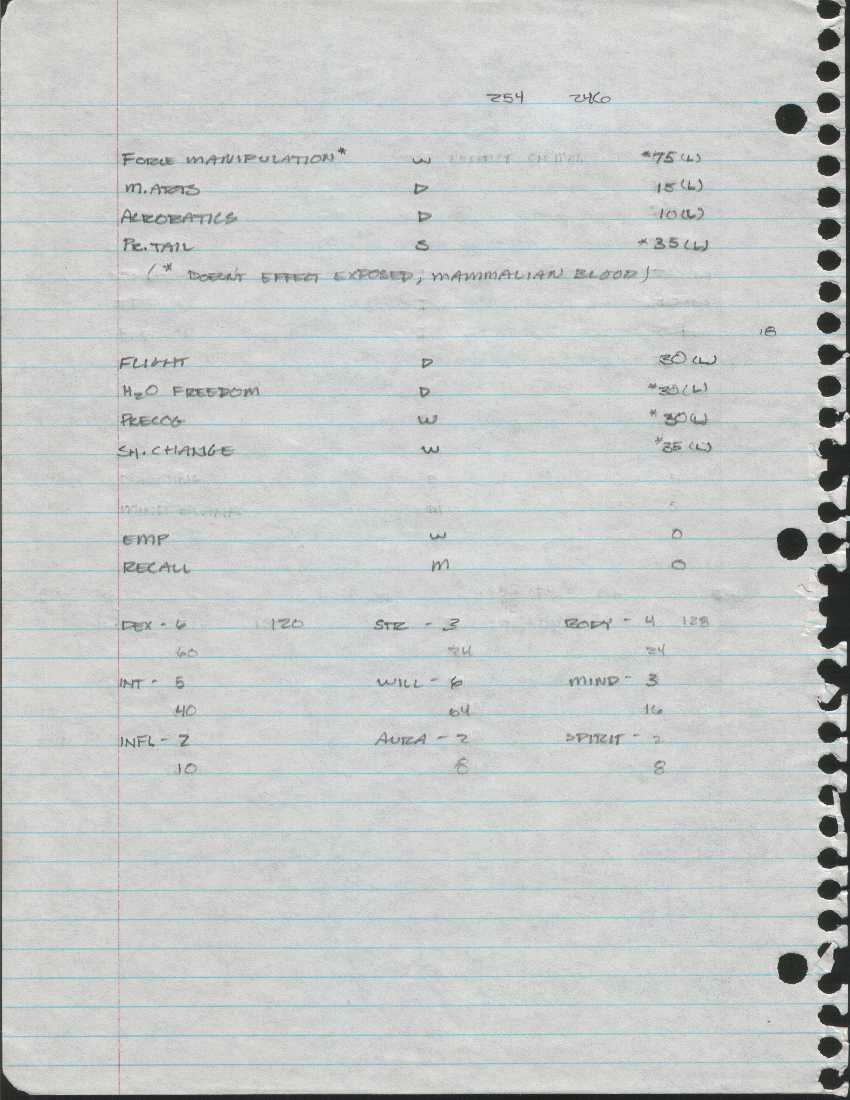 254 246
FORCE MANIPULATION* W *75(L)
M.ARTS D 15(L)
ACROBATICS D 10(L)
PR.TAIL S *35(L)
(* DOESN'T EFFECT EXPOSED, MAMMALIAN BLOOD)
18
FLIGHT D 30(L)
H2O FREEDOM D *30(L)
PRECOG W *30(L)
SH.CHANGE W *35(L)
EMP W 0
RECALL M 0
DEX - 6 120 STR - 3 BODY - 4 128
60 24 24
INT - 5 WILL - 6 MIND - 3
40 64 16
INFL - 2 AURA - 2 SPIRIT - 2
10 8 8